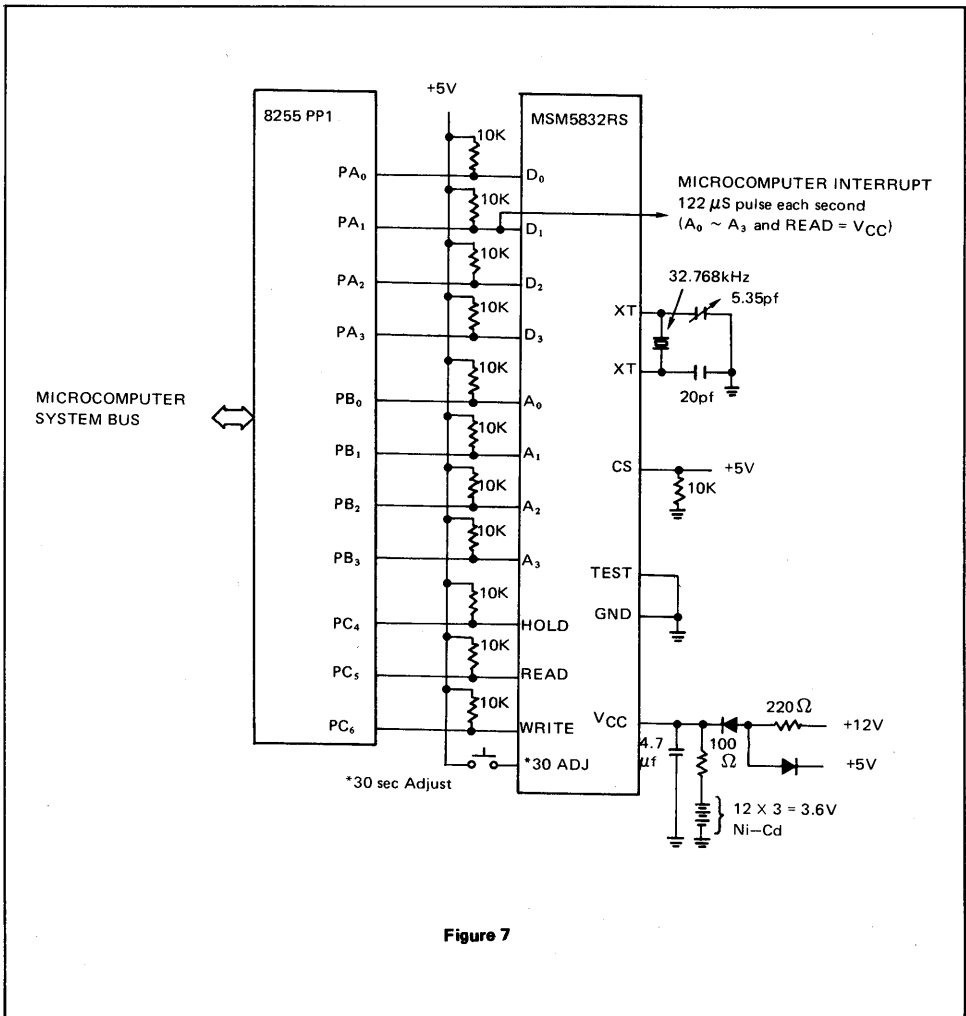 +5V
8255 PP1
MSM5832RS
10K
PA₀
D₀
MICROCOMPUTER INTERRUPT
122 µS pulse each second
(A₀ ~ A₃ and READ = VCC)
10K
PA₁
D₁
10K
PA₂
D₂
32.768kHz
5.35pf
10K
PA₃
D₃
XT
10K
XT
20pf
MICROCOMPUTER
SYSTEM BUS
PB₀
A₀
10K
PB₁
A₁
CS
+5V
10K
10K
PB₂
A₂
10K
PB₃
A₃
TEST
10K
GND
PC₄
HOLD
10K
PC₅
READ
10K
PC₆
WRITE
VCC
220 Ω
+12V
4.7
µf
100
Ω
+5V
*30 ADJ
*30 sec Adjust
12 X 3 = 3.6V
Ni–Cd
Figure 7